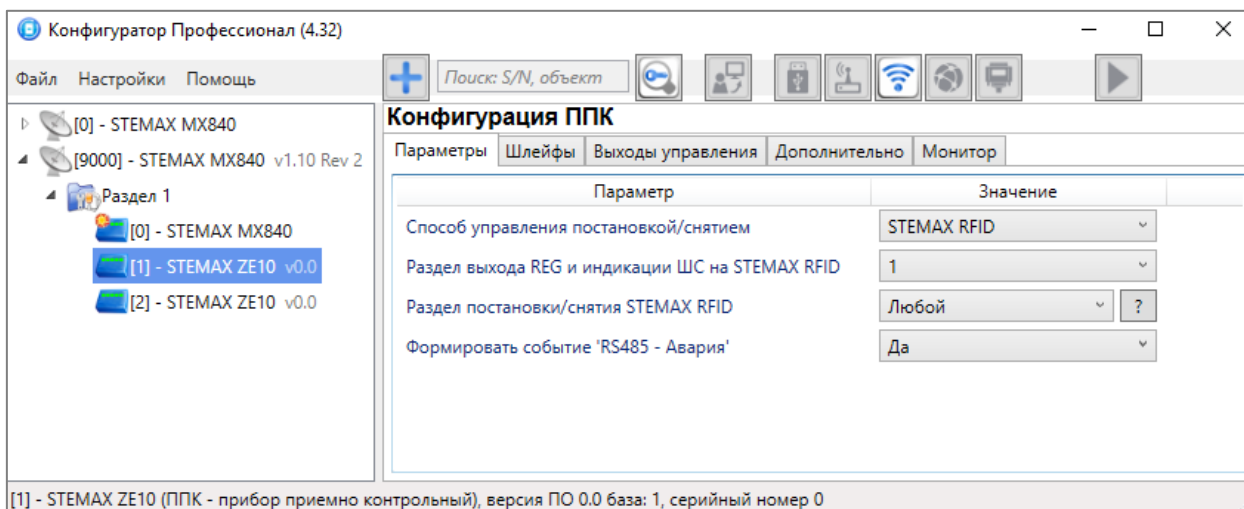 Конфигуратор Профессионал (4.32)
Файл Настройки Помощь
Поиск: S/N, объект
[0] - STEMAX MX840
[9000] - STEMAX MX840 v1.10 Rev 2
Раздел 1
[0] - STEMAX MX840
[1] - STEMAX ZE10 v0.0
[2] - STEMAX ZE10 v0.0
Конфигурация ППК
Параметры Шлейфы Выходы управления Дополнительно Монитор
Параметр Значение
Способ управления постановкой/снятием STEMAX RFID
Раздел выхода REG и индикации ШС на STEMAX RFID 1
Раздел постановки/снятия STEMAX RFID Любой ?
Формировать событие 'RS485 - Авария' Да
[1] - STEMAX ZE10 (ППК - прибор приемно контрольный), версия ПО 0.0 база: 1, серийный номер 0